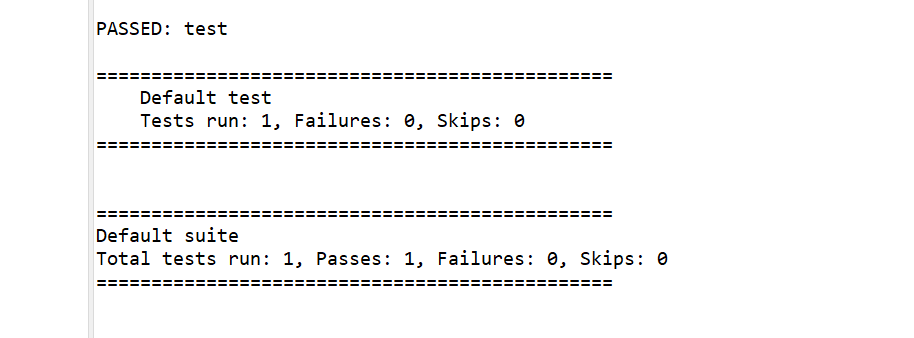 PASSED: test
===============================================
Default test
Tests run: 1, Failures: 0, Skips: 0
===============================================
===============================================
Default suite
Total tests run: 1, Passes: 1, Failures: 0, Skips: 0
===============================================